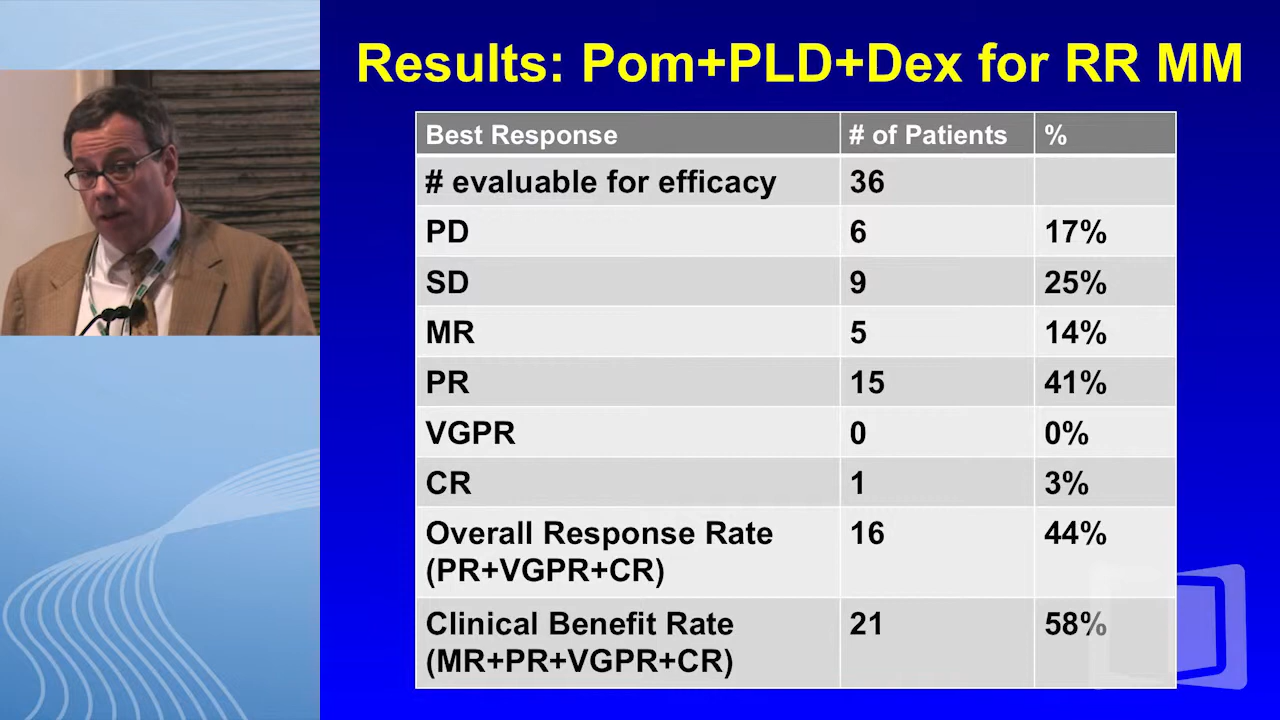 Results: Pom+PLD+Dex for RR MM
Best Response # of Patients %
# evaluable for efficacy 36
PD 6 17%
SD 9 25%
MR 5 14%
PR 15 41%
VGPR 0 0%
CR 1 3%
Overall Response Rate 16 44%
(PR+VGPR+CR)
Clinical Benefit Rate 21 58%
(MR+PR+VGPR+CR)